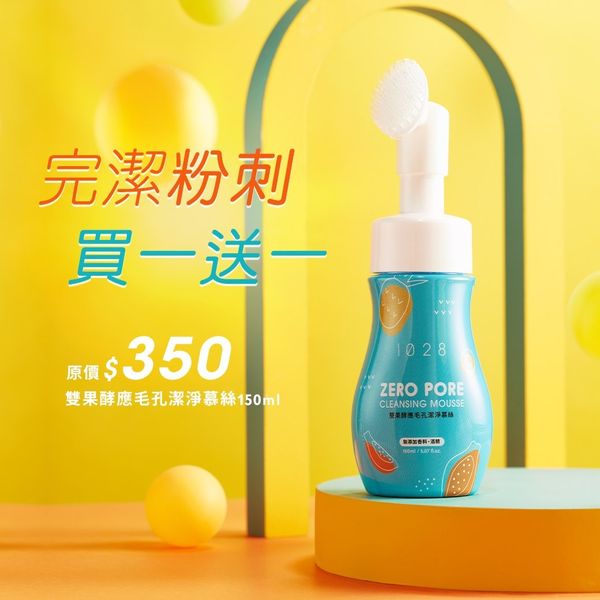 完潔粉刺
買一送一
原價$350
雙果酵應毛孔潔淨慕絲150ml
1028
ZERO PORE
CLEANSING MOUSSE
雙果酵應毛孔潔淨慕絲
無添加香料・酒精
150ml / 5.07 fl.oz.